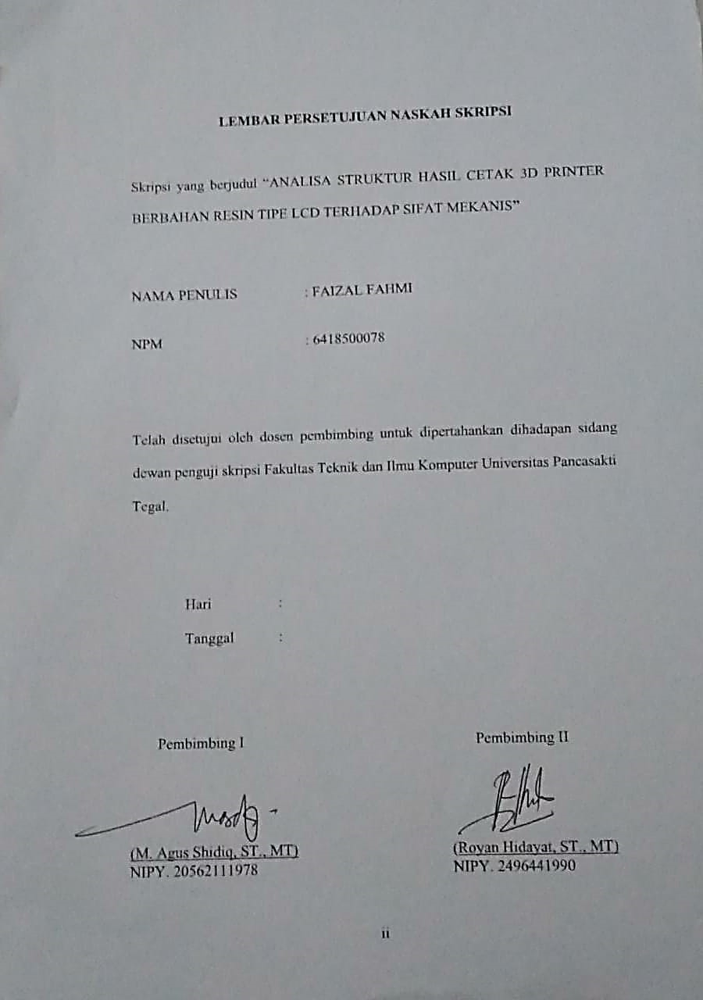 LEMBAR PERSETUJUAN NASKAH SKRIPSI
Skripsi yang berjudul “ANALISA STRUKTUR HASIL CETAK 3D PRINTER
BERBAHAN RESIN TIPE LCD TERHADAP SIFAT MEKANIS”
NAMA PENULIS : FAIZAL FAHMI
NPM : 6418500078
Telah disetujui oleh dosen pembimbing untuk dipertahankan dihadapan sidang
dewan penguji skripsi Fakultas Teknik dan Ilmu Komputer Universitas Pancasakti
Tegal.
Hari :
Tanggal :
Pembimbing I Pembimbing II
(M. Agus Shidiq, ST., MT) (Royan Hidayat, ST., MT)
NIPY. 20562111978 NIPY. 2496441990
ii